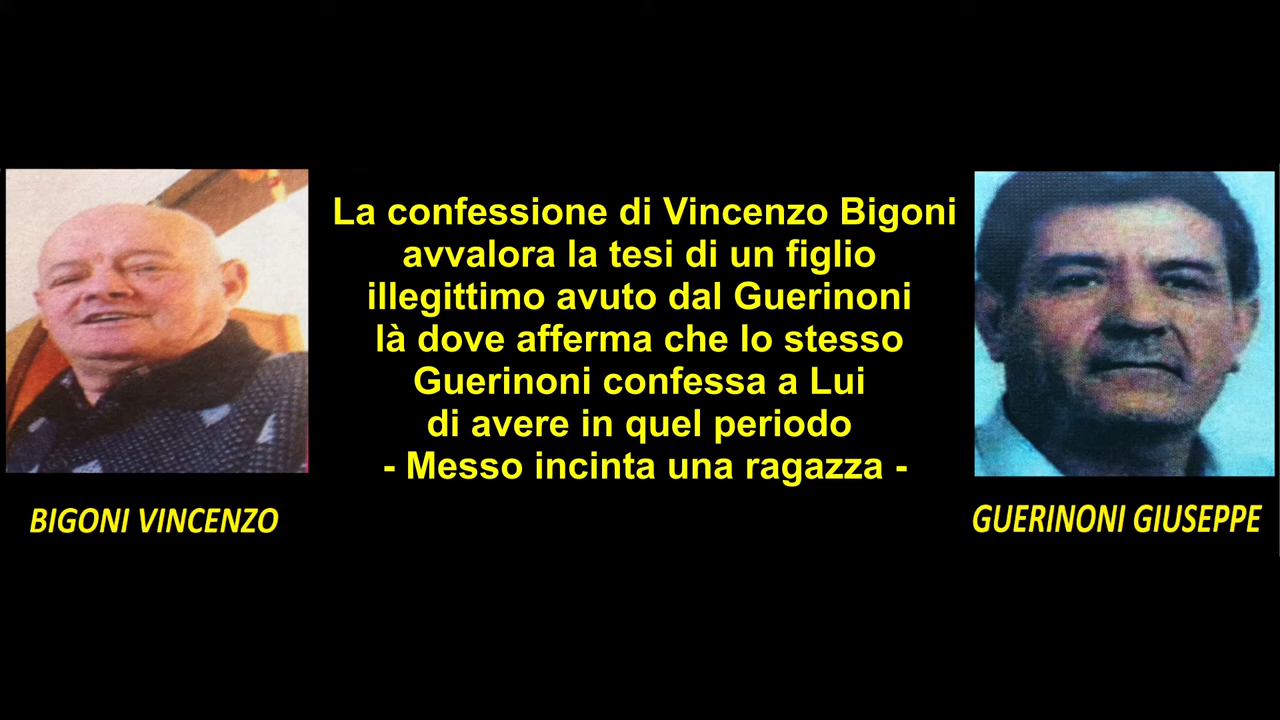 La confessione di Vincenzo Bigoni
avvalora la tesi di un figlio
illegittimo avuto dal Guerinoni
là dove afferma che lo stesso
Guerinoni confessa a Lui
di avere in quel periodo
- Messo incinta una ragazza -
BIGONI VINCENZO
GUERINONI GIUSEPPE